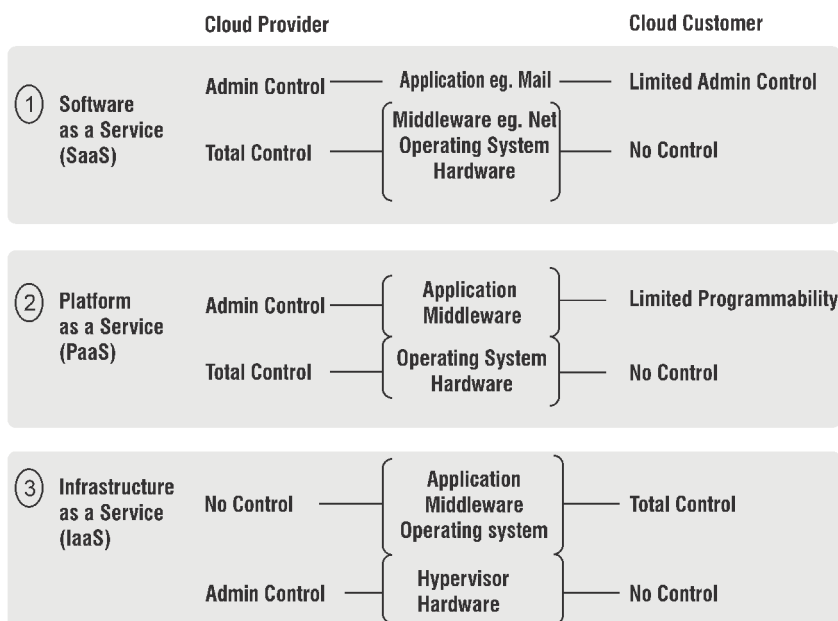 Cloud Provider Cloud Customer
Admin Control Application eg. Mail Limited Admin Control
1 Software
as a Service
(SaaS)
Total Control Middleware eg. Net No Control
Operating System
Hardware
2 Platform
as a Service
(PaaS)
Admin Control Application Limited Programmability
Middleware
Total Control Operating System No Control
Hardware
3 Infrastructure
as a Service
(IaaS)
No Control Application Total Control
Middleware
Operating system
Admin Control Hypervisor No Control
Hardware